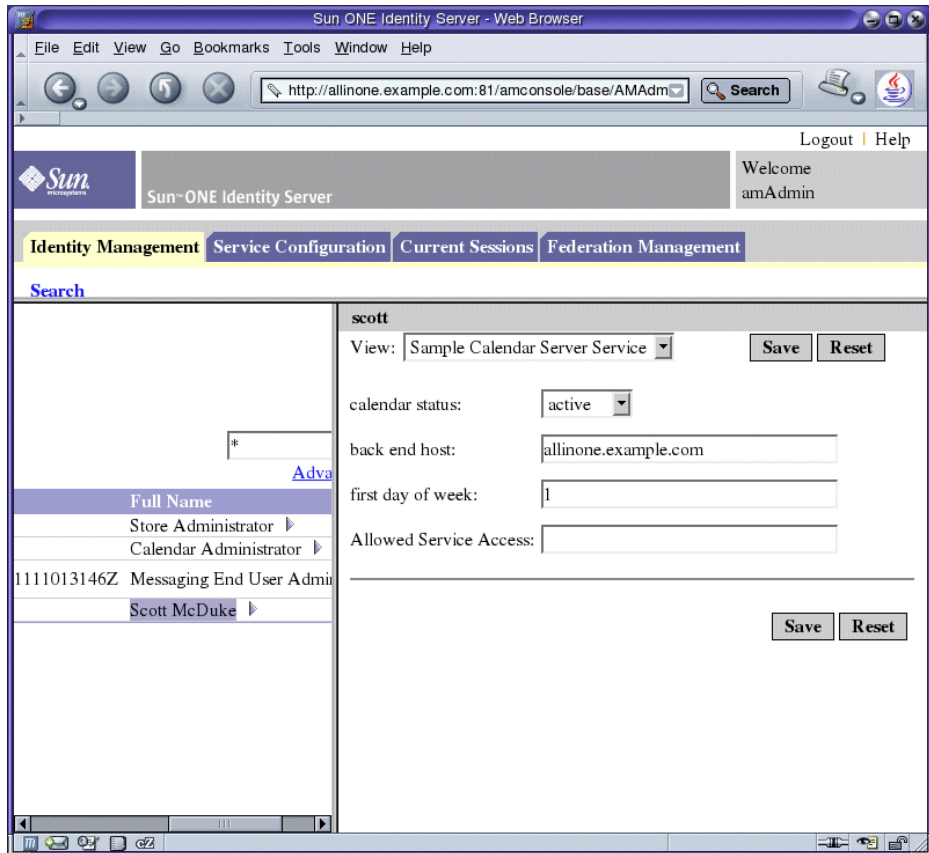 Sun ONE Identity Server - Web Browser
File Edit View Go Bookmarks Tools Window Help
http://allinone.example.com:81/amconsole/base/AMAdm
Search
Logout | Help
Sun
microsystems
Sun™ ONE Identity Server
Welcome
amAdmin
Identity Management Service Configuration Current Sessions Federation Management
Search
*
Adva
Full Name
Store Administrator
Calendar Administrator
1111013146Z Messaging End User Admi
Scott McDuke
scott
View: Sample Calendar Server Service Save Reset
calendar status: active
back end host: allinone.example.com
first day of week: 1
Allowed Service Access:
Save Reset